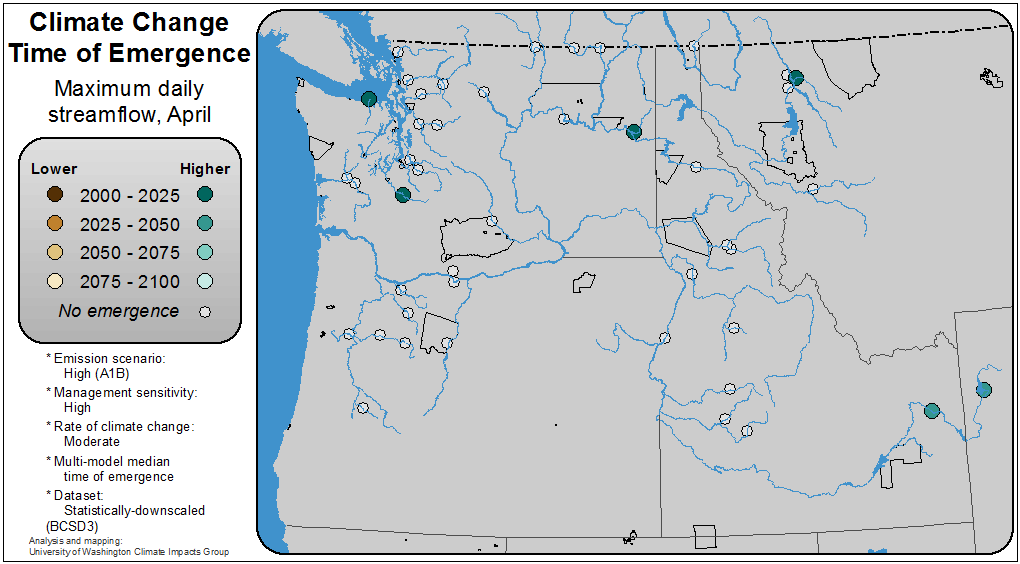 Climate Change
Time of Emergence
Maximum daily
streamflow, April
Lower Higher
2000 - 2025
2025 - 2050
2050 - 2075
2075 - 2100
No emergence
* Emission scenario:
High (A1B)
* Management sensitivity:
High
* Rate of climate change:
Moderate
* Multi-model median
time of emergence
* Dataset:
Statistically-downscaled
(BCSD3)
Analysis and mapping:
University of Washington Climate Impacts Group